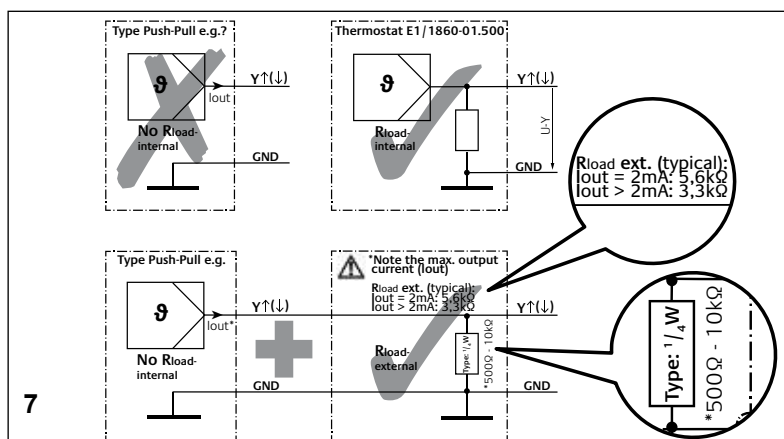 Type Push-Pull e.g.?
ϑ
Y↑(↓)
Iout
No Rload-
internal
GND
Thermostat E1/1860-01.500
ϑ
Y↑(↓)
Rload-
internal
U-Y
GND
Rload ext. (typical):
Iout = 2mA: 5,6kΩ
Iout > 2mA: 3,3kΩ
Type Push-Pull e.g.
ϑ
Y↑(↓)
Iout*
No Rload-
internal
GND
*Note the max. output
current (Iout)
Rload ext. (typical):
Iout = 2mA: 5,6kΩ
Iout > 2mA: 3,3kΩ
Y↑(↓)
Rload-
external
Type: ¹/₄W
*500Ω - 10kΩ
GND
Type: ¹/₄W
*500Ω - 10kΩ
7